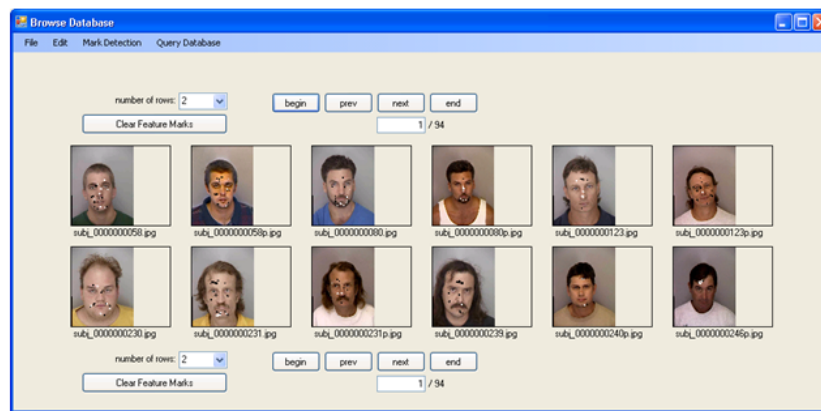 Browse Database
File Edit Mark Detection Query Database
number of rows: 2 begin prev next end
Clear Feature Marks 1 / 94
subj_0000000058.jpg subj_0000000058p.jpg subj_0000000080.jpg subj_0000000080p.jpg subj_0000000123.jpg subj_0000000123p.jpg
subj_0000000230.jpg subj_0000000231.jpg subj_0000000231p.jpg subj_0000000239.jpg subj_0000000240p.jpg subj_0000000246p.jpg
number of rows: 2 begin prev next end
Clear Feature Marks 1 / 94